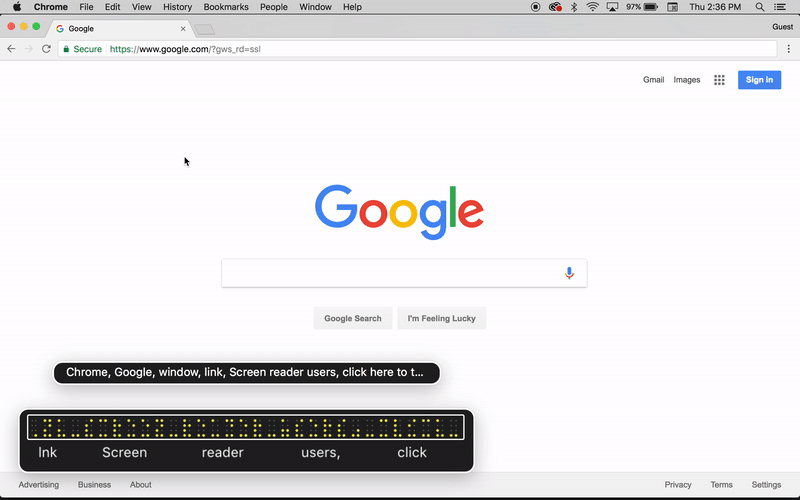 Chrome File Edit View History Bookmarks People Window Help 97% Thu 2:36 PM
Google Guest
Secure https://www.google.com/?gws_rd=ssl
Gmail Images Sign in
Google
Google Search I'm Feeling Lucky
Chrome, Google, window, link, Screen reader users, click here to t...
lnk Screen reader users, click
Advertising Business About Privacy Terms Settings